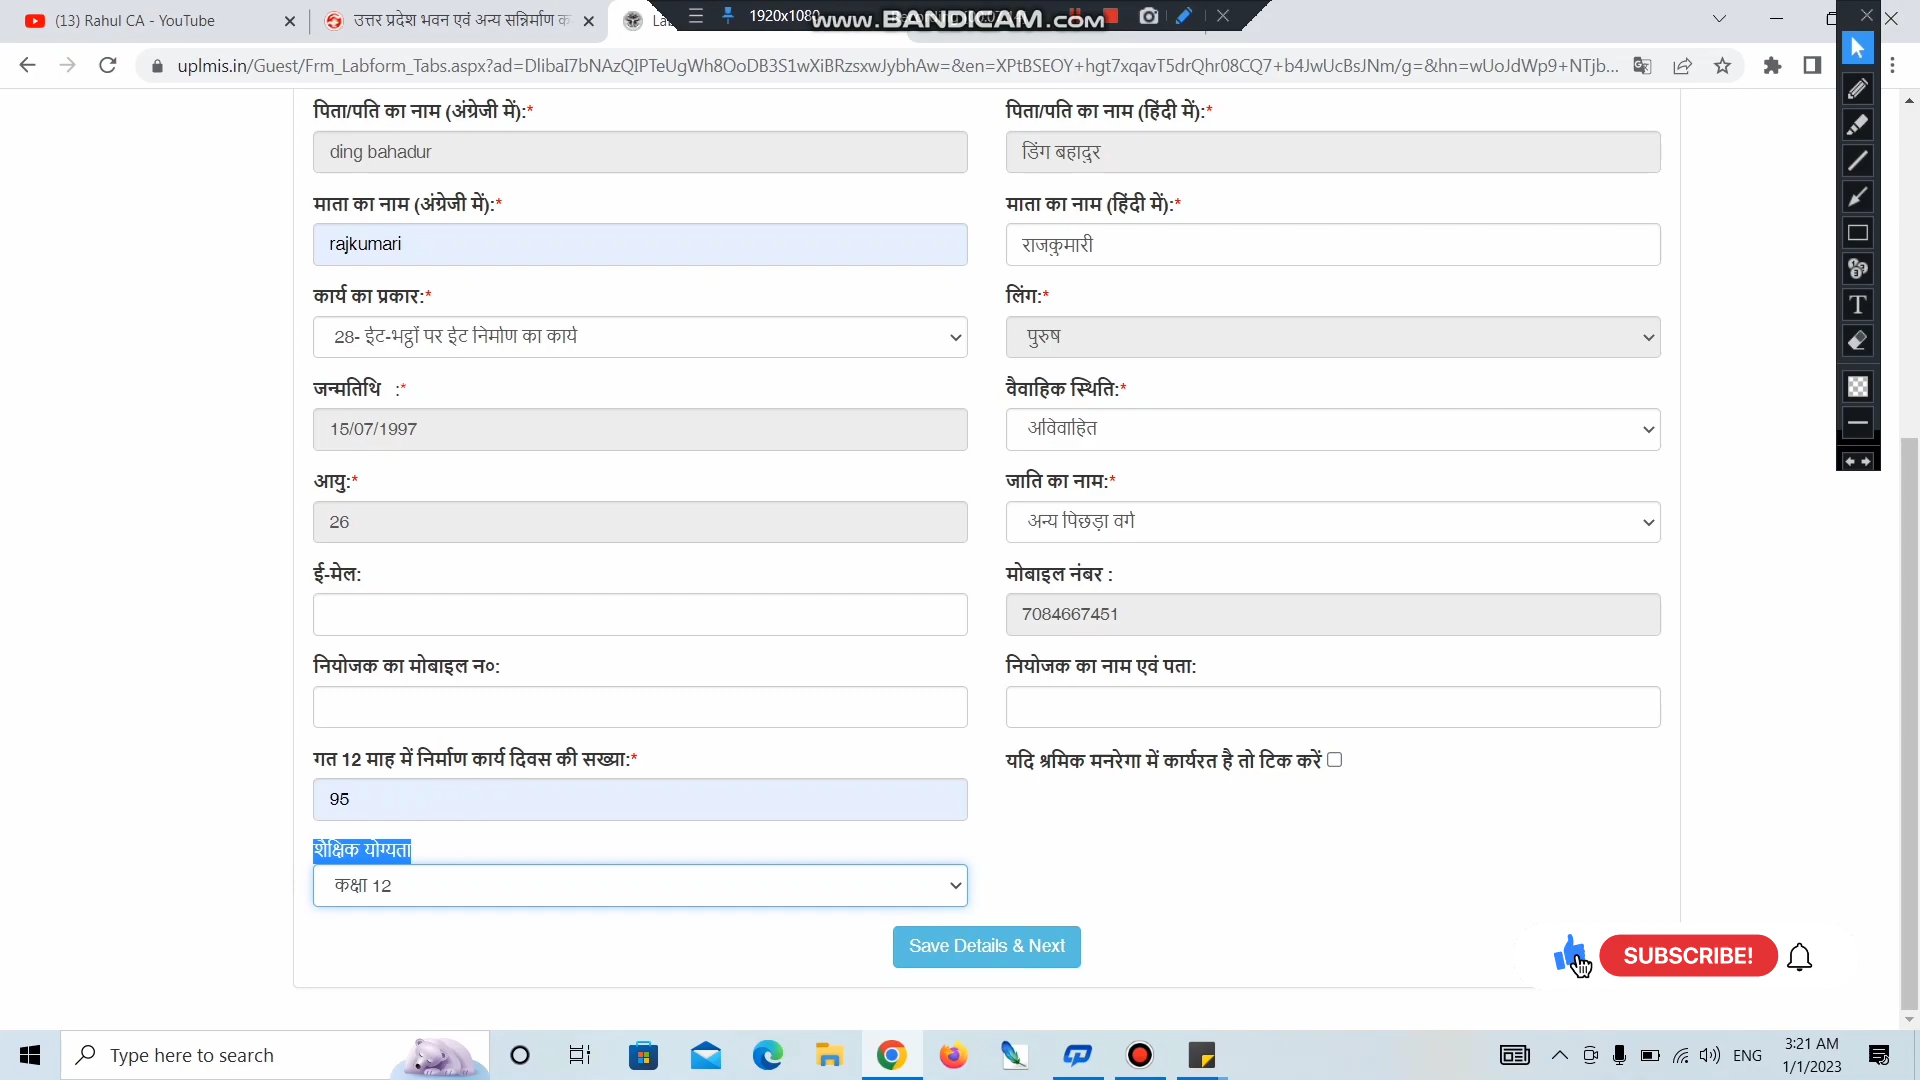 (13) Rahul CA - YouTube
उत्तर प्रदेश भवन एवं अन्य सन्निर्माण क
1920x1080
www.BANDICAM.com
uplmis.in/Guest/Frm_Labform_Tabs.aspx?ad=DlibaI7bNAzQIPTeUgWh8OoDB3S1wXiBRzsxwJybhAw=&en=XPtBSEOY+hgt7xqavT5drQhr08CQ7+b4JwUcBsJNm/g=&hn=wUoJdWp9+NTjb...
पिता/पति का नाम (अंग्रेजी में):*
पिता/पति का नाम (हिंदी में):*
ding bahadur
डिंग बहादुर
माता का नाम (अंग्रेजी में):*
माता का नाम (हिंदी में):*
rajkumari
राजकुमारी
कार्य का प्रकार:*
लिंग:*
28- ईट-भट्ठों पर ईट निर्माण का कार्य
पुरुष
जन्मतिथि :*
वैवाहिक स्थिति:*
15/07/1997
अविवाहित
आयु:*
जाति का नाम:*
26
अन्य पिछड़ा वर्ग
ई-मेल:
मोबाइल नंबर :
7084667451
नियोजक का मोबाइल न०:
नियोजक का नाम एवं पता:
गत 12 माह में निर्माण कार्य दिवस की सख्या:*
यदि श्रमिक मनरेगा में कार्यरत है तो टिक करें
95
शैक्षिक योग्यता
कक्षा 12
Save Details & Next
SUBSCRIBE!
Type here to search
ENG
3:21 AM
1/1/2023